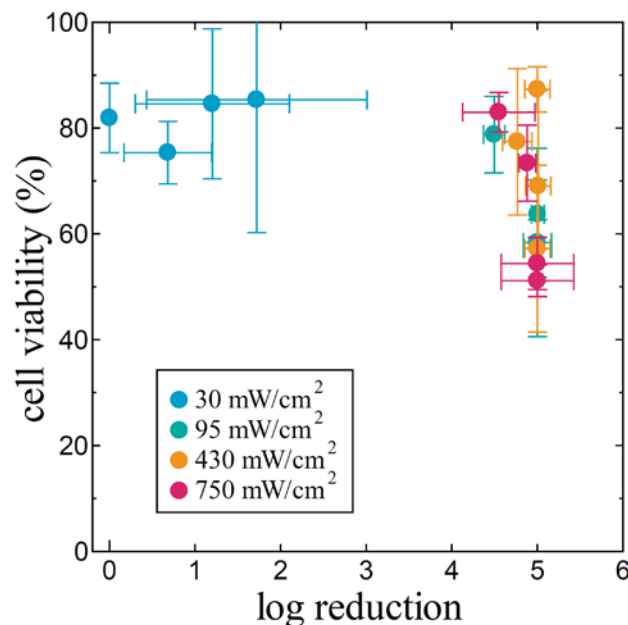 100
80
60
40
20
0
cell viability (%)
30 mW/cm²
95 mW/cm²
430 mW/cm²
750 mW/cm²
0 1 2 3 4 5 6
log reduction